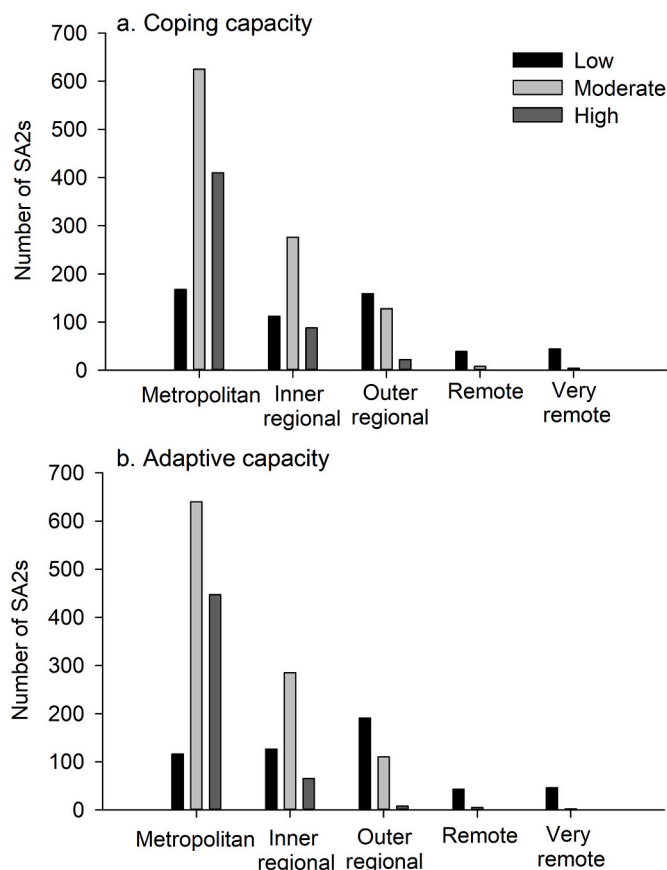 a. Coping capacity
700
600
500
400
300
200
100
0
Number of SA2s
Low
Moderate
High
Metropolitan
Inner
regional
Outer
regional
Remote
Very
remote
b. Adaptive capacity
700
600
500
400
300
200
100
0
Number of SA2s
Metropolitan
Inner
regional
Outer
regional
Remote
Very
remote